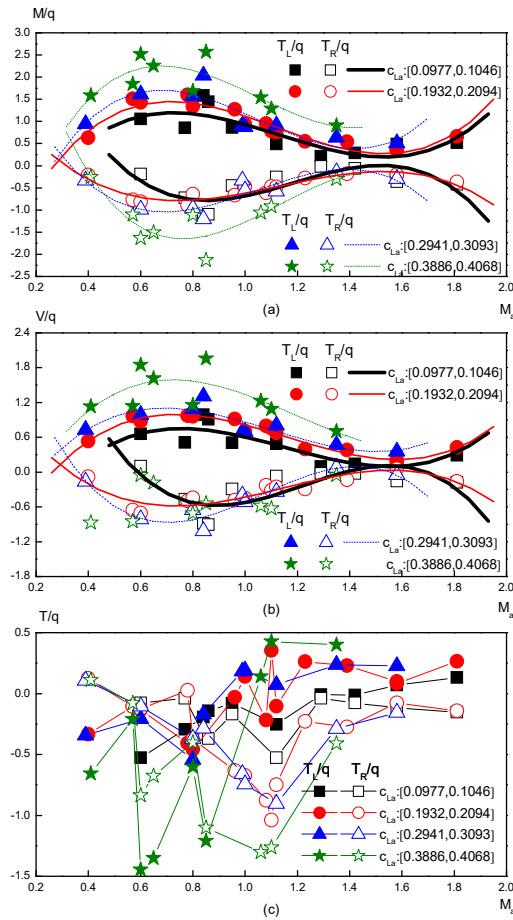 M/q
3.0
2.5
2.0
1.5
1.0
0.5
0.0
-0.5
-1.0
-1.5
-2.0
-2.5
T_L/q T_R/q
c_La:[0.0977,0.1046]
c_La:[0.1932,0.2094]
T_L/q T_R/q
c_La:[0.2941,0.3093]
c_La:[0.3886,0.4068]
0.2 0.4 0.6 0.8 1.0 1.2 1.4 1.6 1.8 2.0
(a) M_a
V/q
2.4
1.8
1.2
0.6
0.0
-0.6
-1.2
-1.8
T_L/q T_R/q
c_La:[0.0977,0.1046]
c_La:[0.1932,0.2094]
T_L/q T_R/q
c_La:[0.2941,0.3093]
c_La:[0.3886,0.4068]
0.2 0.4 0.6 0.8 1.0 1.2 1.4 1.6 1.8 2.0
(b) M_a
T/q
0.5
0.0
-0.5
-1.0
-1.5
T_L/q T_R/q
c_La:[0.0977,0.1046]
c_La:[0.1932,0.2094]
c_La:[0.2941,0.3093]
c_La:[0.3886,0.4068]
0.2 0.4 0.6 0.8 1.0 1.2 1.4 1.6 1.8 2.0
(c) M_a